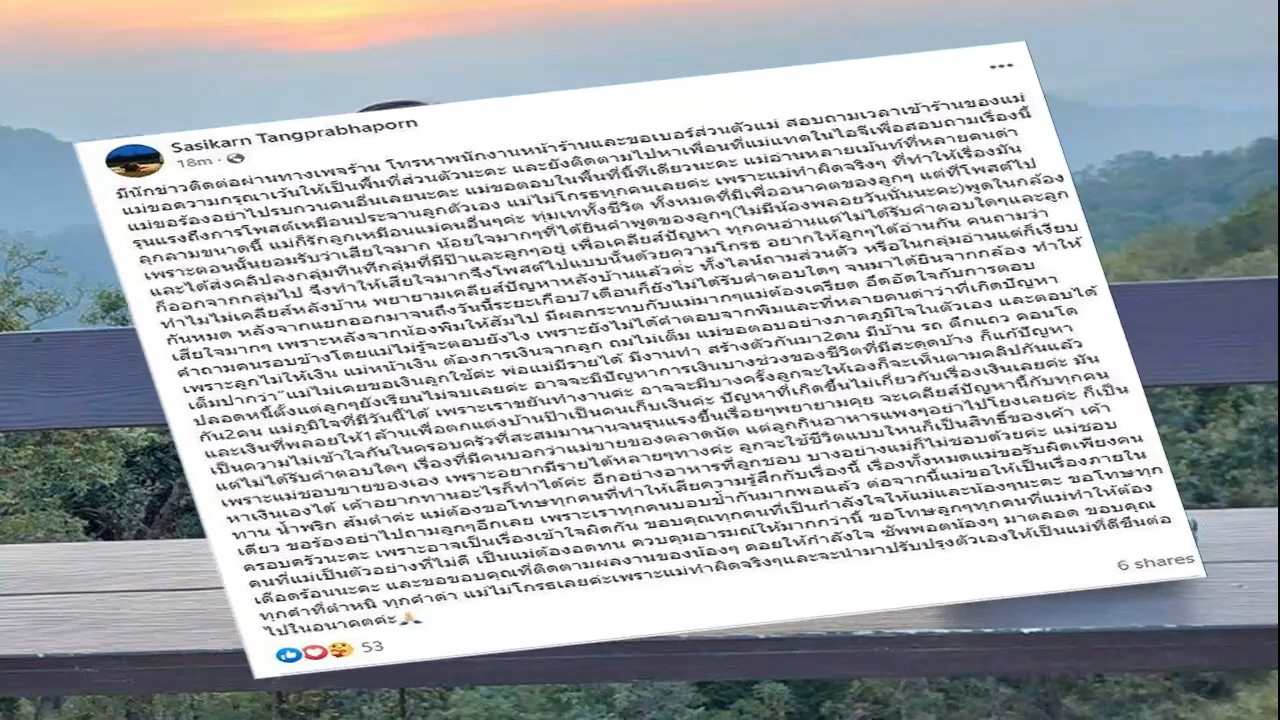 Sasikarn Tangprabhaporn
18m
มีนักข่าวติดต่อผ่านทางเพจร้าน โทรหาพนักงานหน้าร้านและขอเบอร์ส่วนตัวแม่ สอบถามเวลาเข้าร้านของแม่
แม่ขอความกรุณาเว้นให้เป็นพื้นที่ส่วนตัวนะคะ และยังติดตามไปหาเพื่อนที่แม่แทคในไอจีเพื่อสอบถามเรื่องนี้
แม่ขอร้องอย่าไปรบกวนคนอื่นเลยนะคะ แม่ขอตอบในพื้นที่นี้ทีเดียวนะคะ แม่อ่านหลายเม้นท์ที่หลายคนด่า
รุนแรงถึงการโพสต์เหมือนประจานลูกตัวเอง แม่ไม่โกรธทุกคนเลยค่ะ เพราะแม่ทำผิดจริงๆ ที่ทำให้เรื่องมัน
ลุกลามขนาดนี้ แม่ก็รักลูกเหมือนแม่คนอื่นๆค่ะ ทุ่มเททั้งชีวิต ทั้งหมดที่มีเพื่ออนาคตของลูกๆ แต่ที่โพสต์ไป
เพราะตอนนั้นยอมรับว่าเสียใจมาก น้อยใจมากๆที่ได้ยินคำพูดของลูกๆ(ไม่มีน้องพลอยวันนั้นนะคะ)พูดในกล้อง
และได้ส่งคลิปลงกลุ่มทีนทีกลุ่มที่มีป้าและลูกๆอยู่ เพื่อเคลียส์ปัญหา ทุกคนอ่านแต่ไม่ได้รับคำตอบใดๆและลูก
ก็ออกจากกลุ่มไป จึงทำให้เสียใจมากจึงโพสต์ไปแบบนั้นด้วยความโกรธ อยากให้ลูกๆได้อ่านกัน คนถามว่า
ทำไมไม่เคลียส์หลังบ้าน พยายามเคลียส์ปัญหาหลังบ้านแล้วค่ะ ทั้งไลน์ถามส่วนตัว หรือในกลุ่มอ่านแต่ก็เงียบ
กันหมด หลังจากแยกออกมาจนถึงวันนี้ระยะเกือบ7เดือนก็ยังไม่ได้รับคำตอบใดๆ จนมาได้ยินจากกล้อง ทำให้
เสียใจมากๆ เพราะหลังจากน้องพิมให้สัมไป มีผลกระทบกับแม่มากๆแม่ต้องเครียด อึดอัดใจกับการตอบ
คำถามคนรอบข้างโดยแม่ไม่รู้จะตอบยังไง เพราะยังไม่ได้คำตอบจากพิมและที่หลายคนด่าว่าที่เกิดปัญหา
เพราะลูกไม่ให้เงิน แม่หน้าเงิน ต้องการเงินจากลูก ถมไม่เต็ม แม่ขอตอบอย่างภาคภูมิใจในตัวเอง และตอบได้
เต็มปากว่า"แม่ไม่เคยขอเงินลูกใช้ค่ะ พ่อแม่มีรายได้ มีงานทำ สร้างตัวกันมา2คน มีบ้าน รถ ตึกแถว คอนโด
ปลอดหนี้ตั้งแต่ลูกๆยังเรียนไม่จบเลยค่ะ อาจจะมีปัญหาการเงินบางช่วงของชีวิตที่มีสะดุดบ้าง ก็แก้ปัญหา
กัน2คน แม่ภูมิใจที่มีวันนี้ได้ เพราะเราขยันทำงานค่ะ อาจจะมีบางครั้งลูกจะให้เองก็จะเห็นตามคลิปกันแล้ว
และเงินที่พลอยให้1ล้านเพื่อตกแต่งบ้านป้าเป็นคนเก็บเงินค่ะ ปัญหาที่เกิดขึ้นไม่เกี่ยวกับเรื่องเงินเลยค่ะ มัน
เป็นความไม่เข้าใจกันในครอบครัวที่สะสมมานานจนรุนแรงขึ้นเรื่อยๆพยายามคุย จะเคลียส์ปัญหานี้กับทุกคน
แต่ไม่ได้รับคำตอบใดๆ เรื่องที่มีคนบอกว่าแม่ขายของตลาดนัด แต่ลูกกินอาหารแพงๆอย่าไปโยงเลยค่ะ ก็เป็น
เพราะแม่ชอบขายของเอง เพราะอยากมีรายได้หลายๆทางค่ะ ลูกจะใช้ชีวิตแบบไหนก็เป็นสิทธิ์ของเค้า เค้า
หาเงินเองได้ เค้าอยากทานอะไรก็ทำได้ค่ะ อีกอย่างอาหารที่ลูกชอบ บางอย่างแม่ก็ไม่ชอบด้วยค่ะ แม่ชอบ
ทาน น้ำพริก ส้มตำค่ะ แม่ต้องขอโทษทุกคนที่ทำให้เสียความรู้สึกกับเรื่องนี้ เรื่องทั้งหมดแม่ขอรับผิดเพียงคน
เดียว ขอร้องอย่าไปถามลูกๆอีกเลย เพราะเราทุกคนบอบช้ำกันมากพอแล้ว ต่อจากนี้แม่ขอให้เป็นเรื่องภายใน
ครอบครัวนะคะ เพราะอาจเป็นเรื่องเข้าใจผิดกัน ขอบคุณทุกคนที่เป็นกำลังใจให้แม่และน้องๆนะคะ ขอโทษทุก
คนที่แม่เป็นตัวอย่างที่ไม่ดี เป็นแม่ต้องอดทน ควบคุมอารมณ์ให้มากกว่านี้ ขอโทษลูกๆทุกคนที่แม่ทำให้ต้อง
เดือดร้อนนะคะ และขอขอบคุณที่ติดตามผลงานของน้องๆ คอยให้กำลังใจ ซัพพอตน้องๆ มาตลอด ขอบคุณ
ทุกคำที่ตำหนิ ทุกคำด่า แม่ไม่โกรธเลยค่ะเพราะแม่ทำผิดจริงๆและจะนำมาปรับปรุงตัวเองให้เป็นแม่ที่ดีขึ้นต่อ
ไปในอนาคตค่ะ🙏
53
6 shares